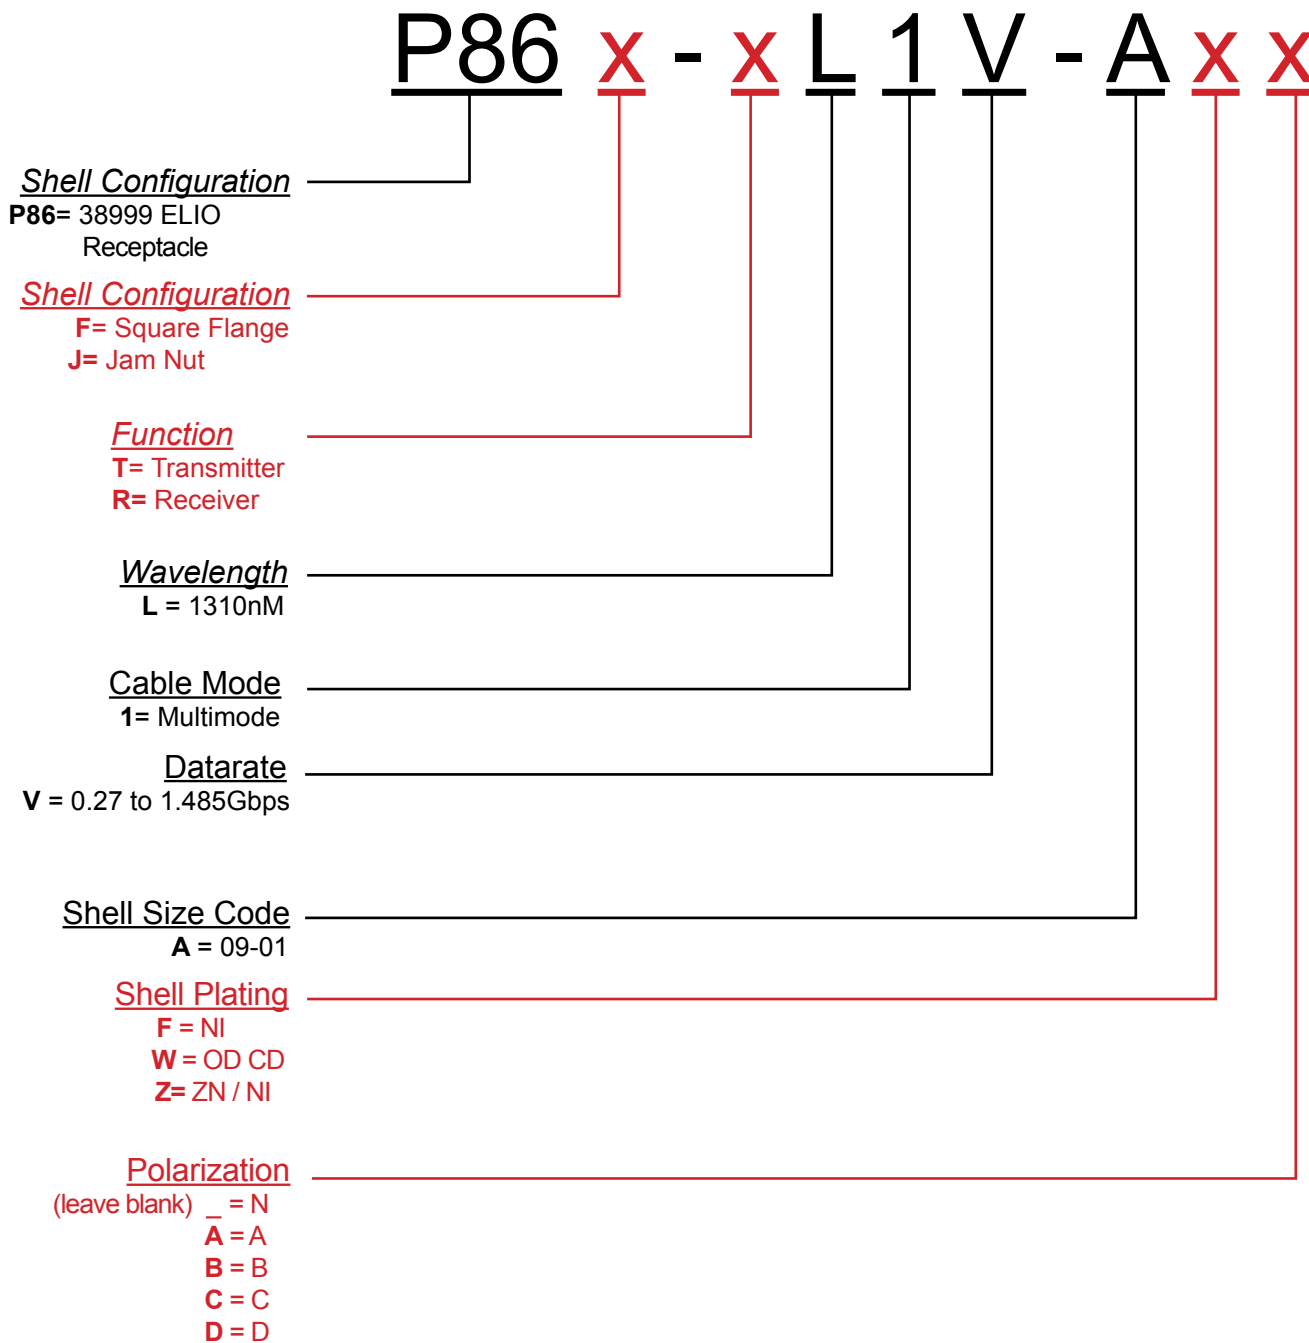 P86 x - x L 1 V - A x x
Shell Configuration
P86= 38999 ELIO
Receptacle
Shell Configuration
F= Square Flange
J= Jam Nut
Function
T= Transmitter
R= Receiver
Wavelength
L = 1310nM
Cable Mode
1= Multimode
Datarate
V = 0.27 to 1.485Gbps
Shell Size Code
A = 09-01
Shell Plating
F = NI
W = OD CD
Z= ZN / NI
Polarization
(leave blank) _ = N
A = A
B = B
C = C
D = D